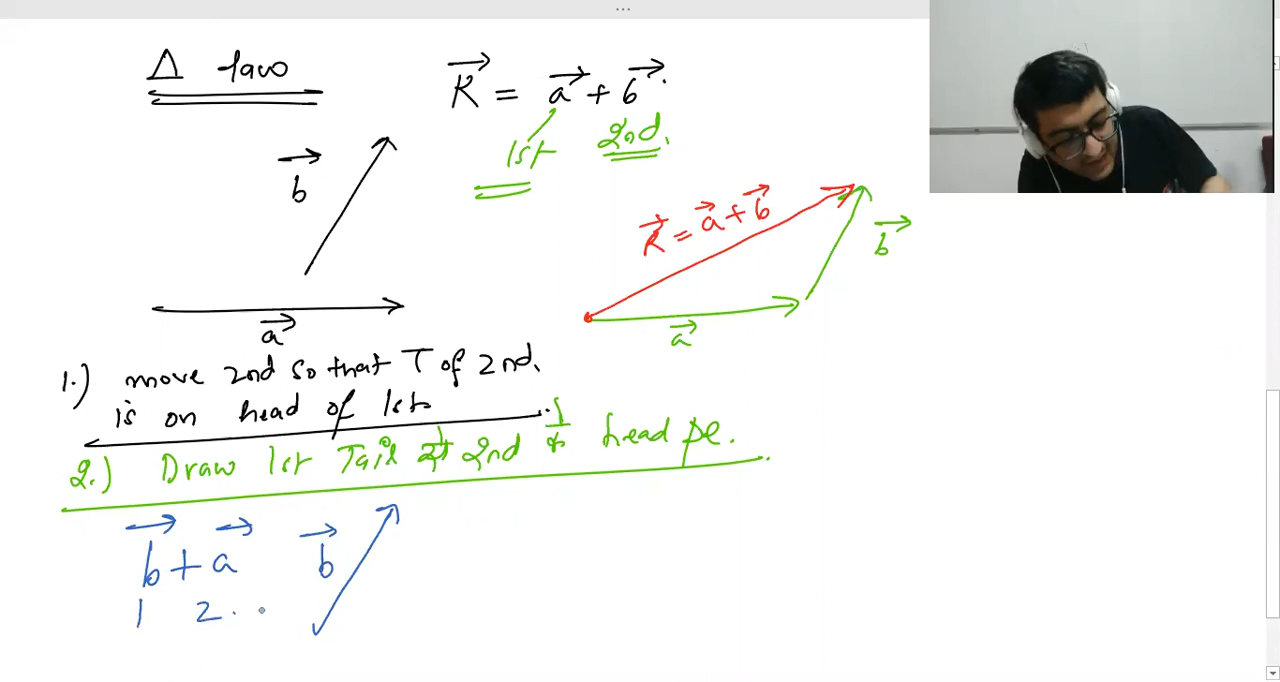 Δ law
R⃗ = a⃗ + b⃗.
1st 2nd.
b⃗
a⃗
R⃗ = a⃗ + b⃗
b⃗
a⃗
1.) move 2nd so that T of 2nd.
is on head of 1st
2.) Draw 1st Tail 2nd head pe.
b⃗ + a⃗
b⃗
1 2.